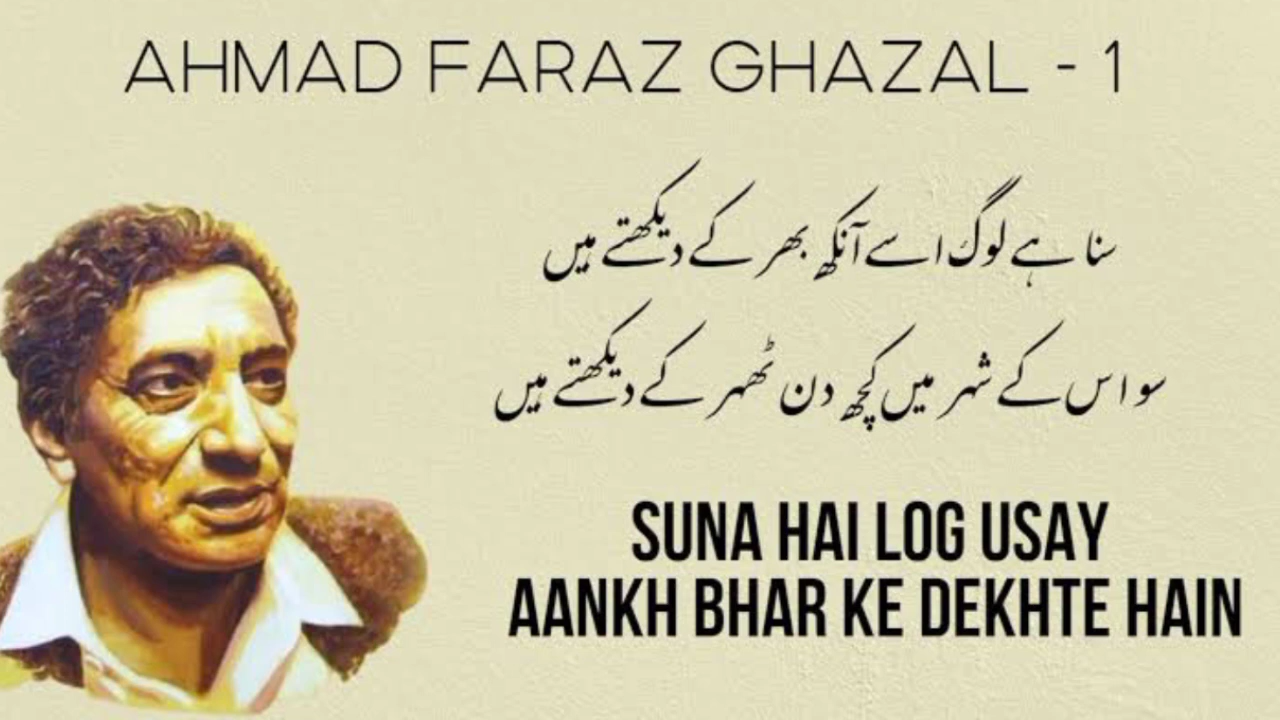 AHMAD FARAZ GHAZAL - 1
سنا ہے لوگ اسے آنکھ بھر کے دیکھتے ہیں
سو اس کے شہر میں کچھ دن ٹھہر کے دیکھتے ہیں
SUNA HAI LOG USAY
AANKH BHAR KE DEKHTE HAIN